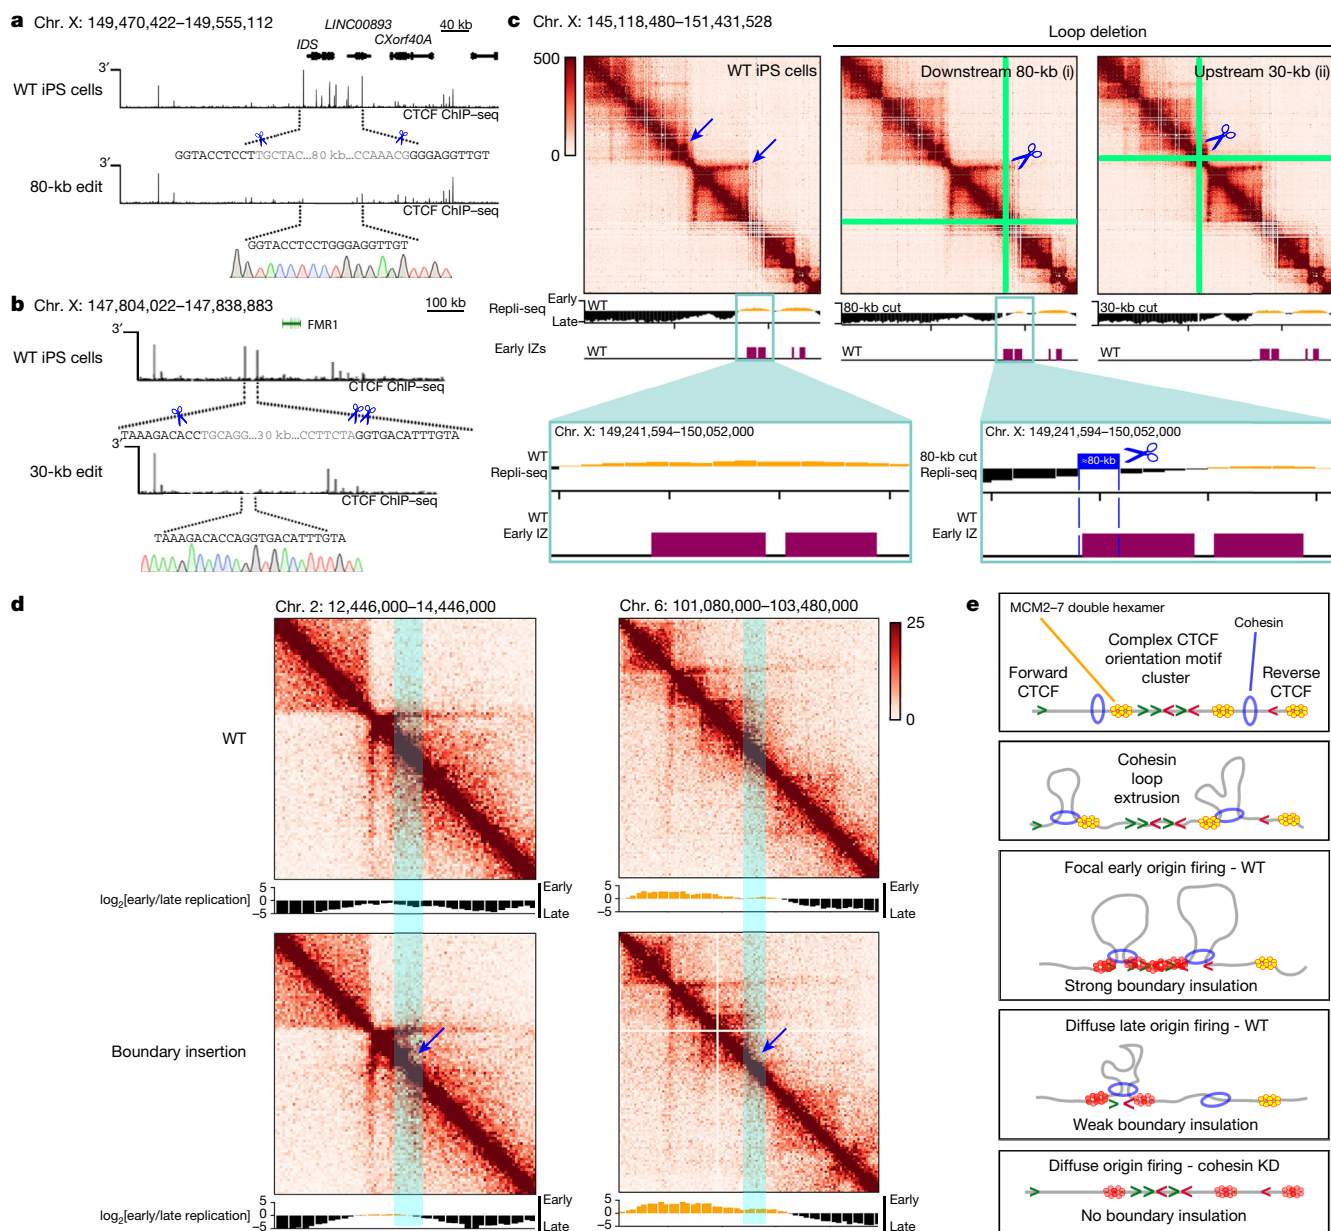 a Chr. X: 149,470,422–149,555,112
LINC00893
40 kb
IDS
CXorf40A
3′
WT iPS cells
CTCF ChIP–seq
GGTACCTCCTTGCTAC...80 kb...CCAAACGGGGAGGTTGT
3′
80-kb edit
CTCF ChIP–seq
GGTACCTCCTGGGAGGTTGT
b Chr. X: 147,804,022–147,838,883
100 kb
FMR1
3′
WT iPS cells
CTCF ChIP–seq
TAAAGACACCTGCAGG...30 kb...CCTTCTAGGTGACATTTGTA
3′
30-kb edit
CTCF ChIP–seq
TAAAGACACCAGGTGACATTTGTA
c Chr. X: 145,118,480–151,431,528
Loop deletion
500
0
WT iPS cells
Downstream 80-kb (i)
Upstream 30-kb (ii)
Repli-seq
Early
Late
WT
80-kb cut
30-kb cut
Early IZs
WT
WT
WT
Chr. X: 149,241,594–150,052,000
WT
Repli-seq
WT
Early IZ
Chr. X: 149,241,594–150,052,000
80-kb cut
Repli-seq
≈80-kb
WT
Early IZ
d
Chr. 2: 12,446,000–14,446,000
Chr. 6: 101,080,000–103,480,000
25
0
WT
log2[early/late replication]
5
0
−5
Early
Late
5
0
−5
Early
Late
Boundary insertion
log2[early/late replication]
5
0
−5
Early
Late
5
0
−5
Early
Late
e
MCM2–7 double hexamer
Cohesin
Complex CTCF
orientation motif
cluster
Forward
CTCF
Reverse
CTCF
Cohesin
loop
extrusion
Focal early origin firing - WT
Strong boundary insulation
Diffuse late origin firing - WT
Weak boundary insulation
Diffuse origin firing - cohesin KD
No boundary insulation